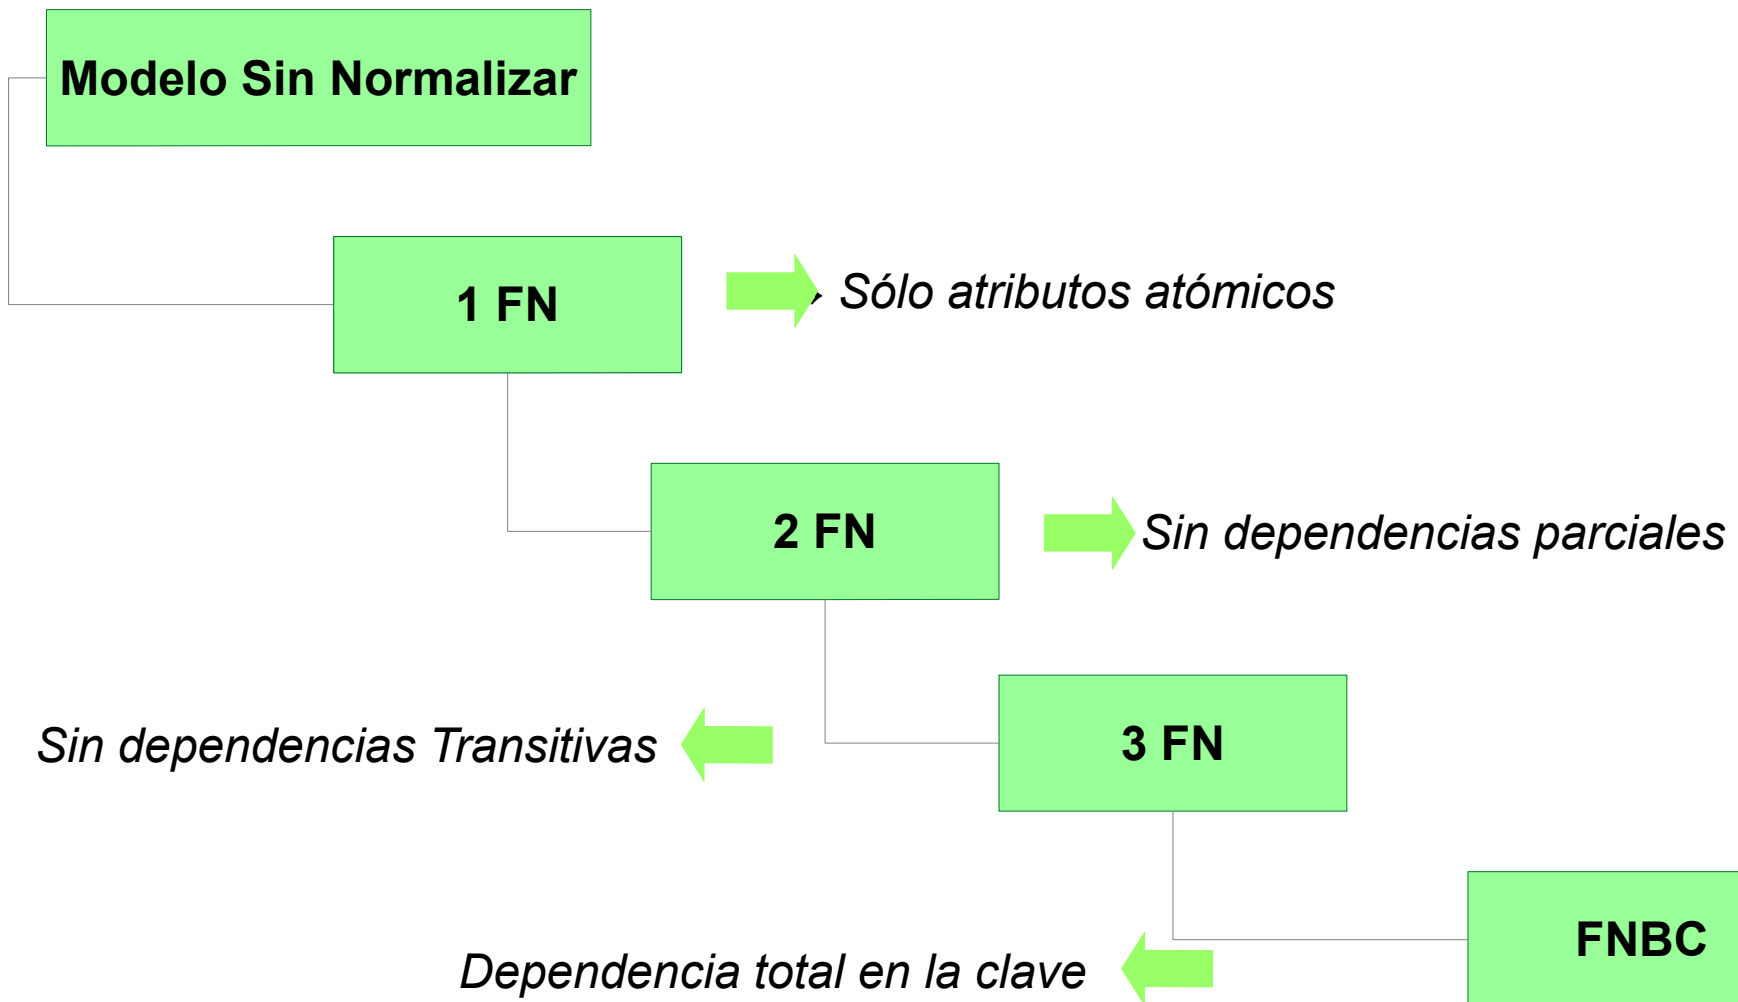 Modelo Sin Normalizar
1 FN
Sólo atributos atómicos
2 FN
Sin dependencias parciales
Sin dependencias Transitivas
3 FN
FNBC
Dependencia total en la clave